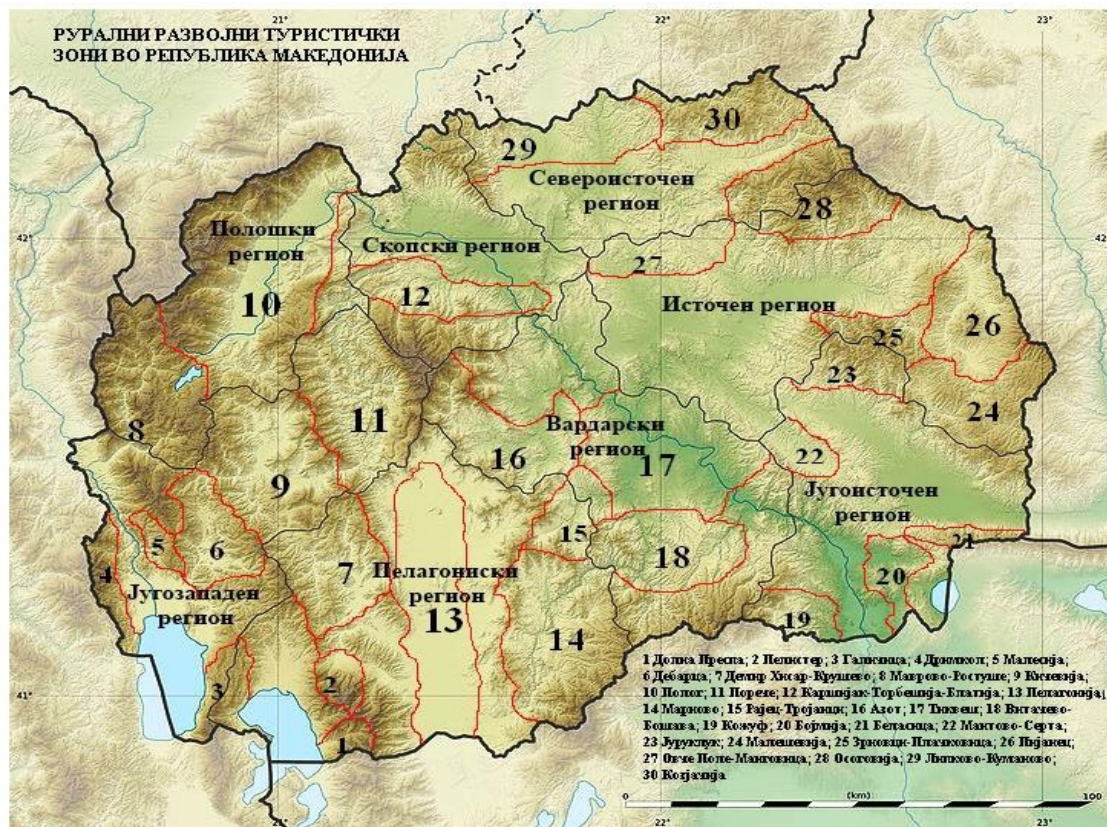 21°
22°
23°
РУРАЛНИ РАЗВОЈНИ ТУРИСТИЧКИ
ЗОНИ ВО РЕПУБЛИКА МАКЕДОНИЈА
30
29
Североисточен
регион
28
Полошки
регион
Скопски регион
42°
42°
27
10
12
Источен регион
25
26
23
24
11
8
Вардарски
регион
16
17
22
9
Југоисточен
регион
5
6
15
21
4
7
18
20
Југозападен
регион
Пелагониски
регион
13
14
19
3
2
1
41°
41°
1 Долна Преспа; 2 Пелистер; 3 Галичица; 4 Дримкол; 5 Малесија;
6 Дебарца; 7 Демир Хисар-Крушево; 8 Маврово-Ростуше; 9 Кичевија;
10 Полог; 11 Порече; 12 Каршијак-Торбешија-Блатија; 13 Пелагонија;
14 Мариово; 15 Рајец-Тројанци; 16 Азот; 17 Тиквеш; 18 Витачево-
Бошава; 19 Кожуф; 20 Бојмија; 21 Беласица; 22 Мантово-Серта;
23 Јуруклук; 24 Малешевија; 25 Зрновци-Плачковица; 26 Пијанец;
27 Овче Поле-Манговица; 28 Осоговија; 29 Липково-Куманово;
30 Козјачија
0
(km)
100
21°
22°
23°